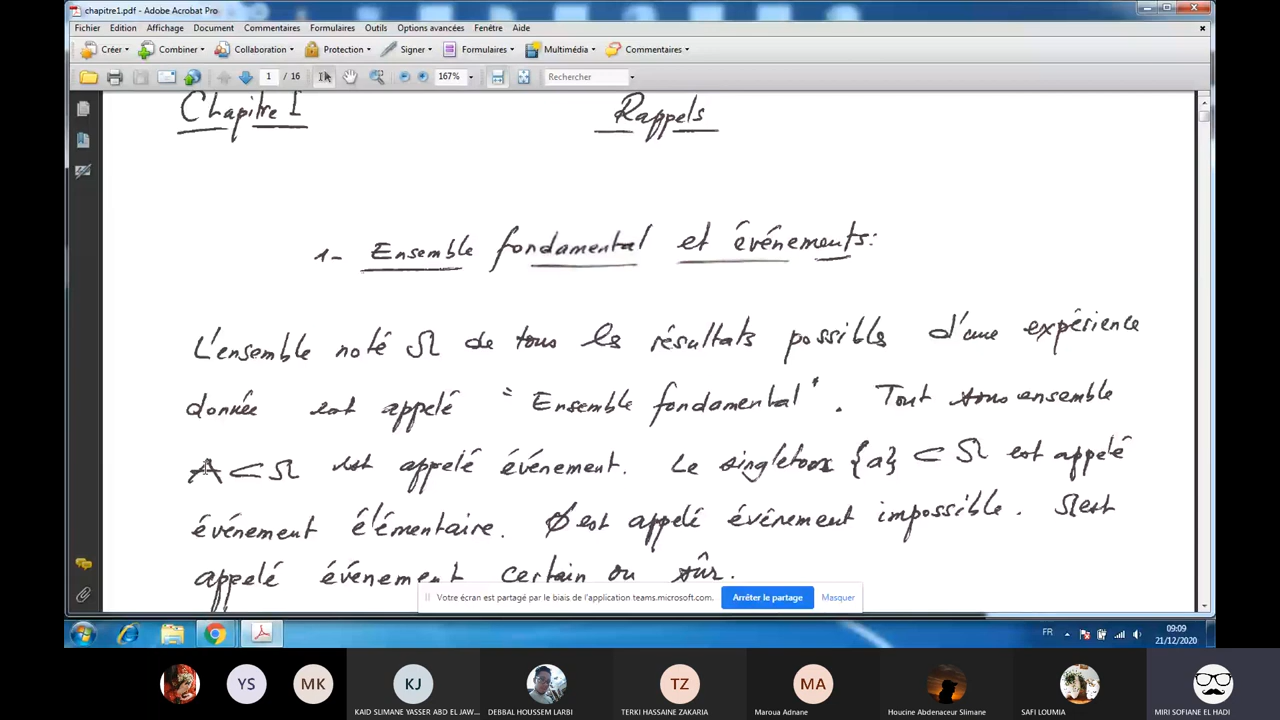 chapitre1.pdf - Adobe Acrobat Pro
Fichier Edition Affichage Document Commentaires Formulaires Outils Options avancées Fenêtre Aide
Créer Combiner Collaboration Protection Signer Formulaires Multimédia Commentaires
1 / 16 167% Rechercher
Chapitre I Rappels
1- Ensemble fondamental et événements:
L'ensemble noté Ω de tous les résultats possibles d'une expérience
donnée est appelé "Ensemble fondamental". Tout sous ensemble
A ⊂ Ω est appelé événement. Le singleton {a} ⊂ Ω est appelé
événement élémentaire. ∅ est appelé événement impossible. Ω est
appelé événement certain ou sûr.
Votre écran est partagé par le biais de l'application teams.microsoft.com. Arrêter le partage Masquer
FR 09:09
21/12/2020
YS MK KJ TZ MA
KAID SLIMANE YASSER ABD EL JAW... DEBBAL HOUSSEM LARBI TERKI HASSAINE ZAKARIA Maroua Adnane Houcine Abdenaceur Slimane SAFI LOUMIA MIRI SOFIANE EL HADI